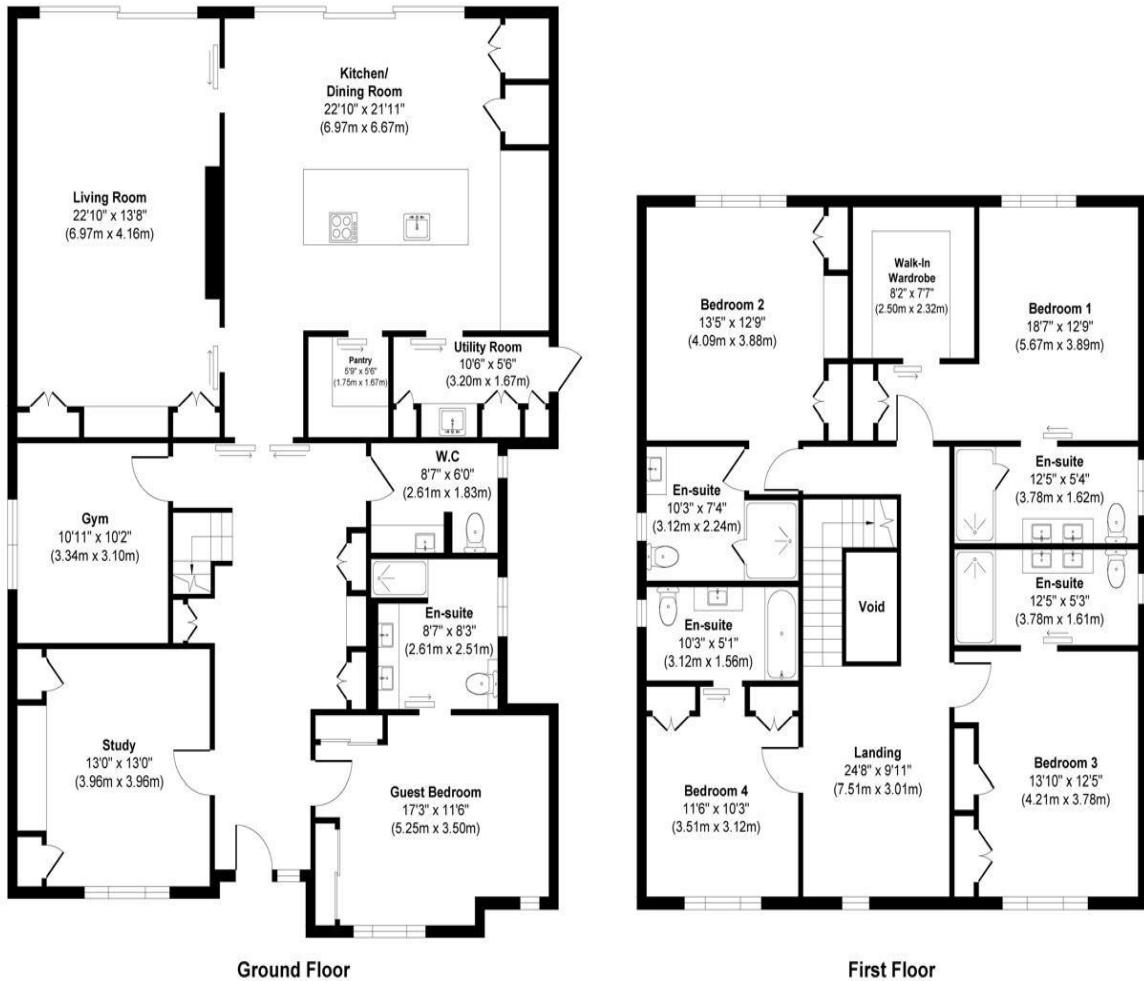 Kitchen/
Dining Room
22'10" x 21'11"
(6.97m x 6.67m)
Living Room
22'10" x 13'8"
(6.97m x 4.16m)
Pantry
5'9" x 5'6"
(1.75m x 1.67m)
Utility Room
10'6" x 5'6"
(3.20m x 1.67m)
W.C
8'7" x 6'0"
(2.61m x 1.83m)
Gym
10'11" x 10'2"
(3.34m x 3.10m)
En-suite
8'7" x 8'3"
(2.61m x 2.51m)
Study
13'0" x 13'0"
(3.96m x 3.96m)
Guest Bedroom
17'3" x 11'6"
(5.25m x 3.50m)
Ground Floor
Walk-In
Wardrobe
8'2" x 7'7"
(2.50m x 2.32m)
Bedroom 2
13'5" x 12'9"
(4.09m x 3.88m)
Bedroom 1
18'7" x 12'9"
(5.67m x 3.89m)
En-suite
10'3" x 7'4"
(3.12m x 2.24m)
En-suite
12'5" x 5'4"
(3.78m x 1.62m)
En-suite
12'5" x 5'3"
(3.78m x 1.61m)
Void
En-suite
10'3" x 5'1"
(3.12m x 1.56m)
Landing
24'8" x 9'11"
(7.51m x 3.01m)
Bedroom 3
13'10" x 12'5"
(4.21m x 3.78m)
Bedroom 4
11'6" x 10'3"
(3.51m x 3.12m)
First Floor